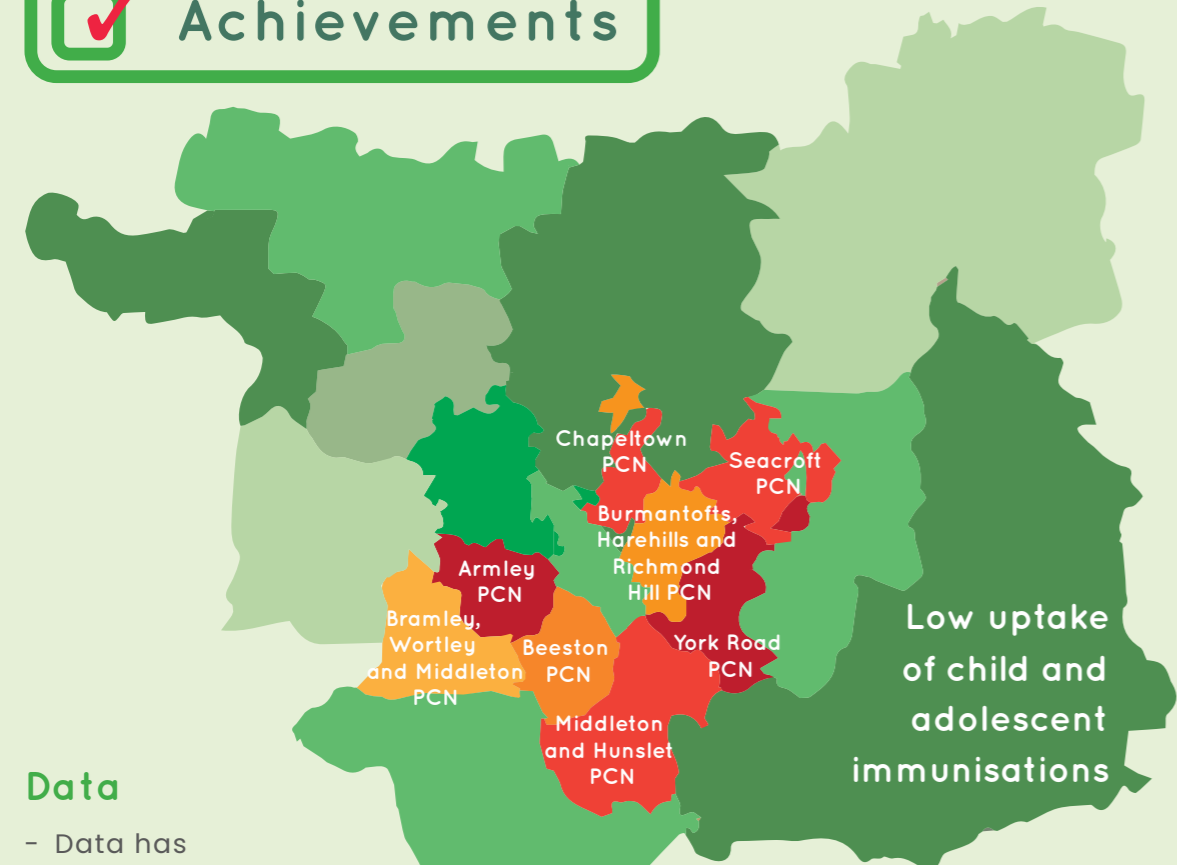 Achievements
Chapeltown
PCN
Seacroft
PCN
Burmantofts,
Harehills and
Richmond
Hill PCN
Armley
PCN
Bramley,
Wortley
and Middleton
PCN
Beeston
PCN
York Road
PCN
Middleton
and Hunslet
PCN
Low uptake
of child and
adolescent
immunisations
Data
- Data has